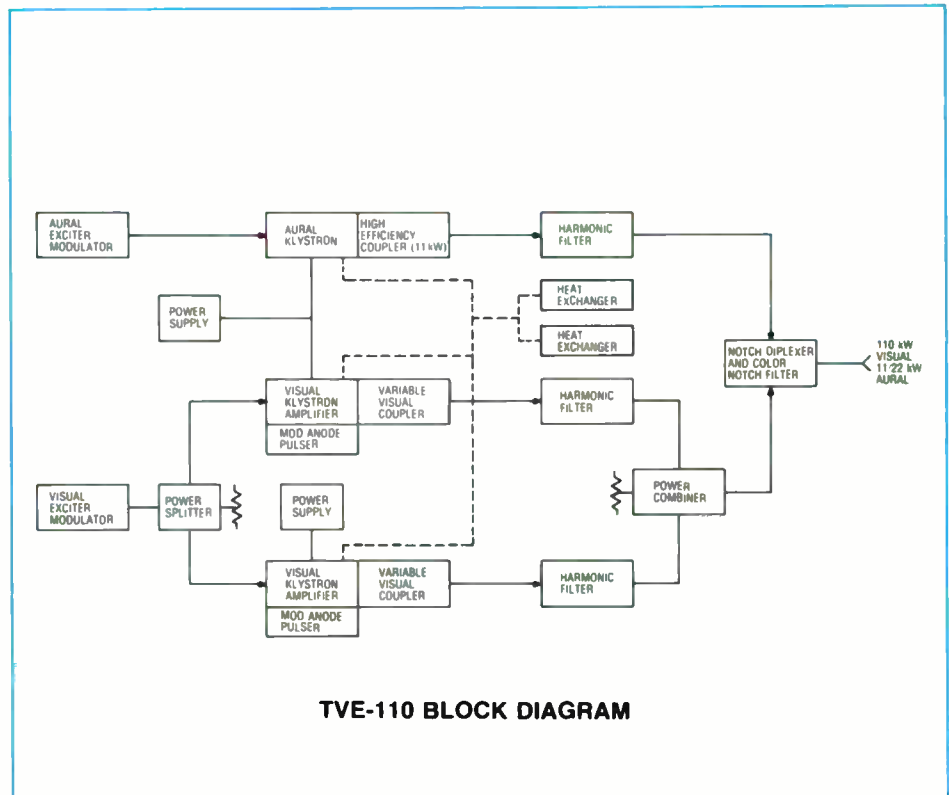 AURAL
EXCITER
MODULATOR
AURAL
KLYSTRON
HIGH
EFFICIENCY
COUPLER (11 kW)
HARMONIC
FILTER
HEAT
EXCHANGER
HEAT
EXCHANGER
POWER
SUPPLY
NOTCH DIPLEXER
AND COLOR
NOTCH FILTER
110 kW
VISUAL
11/22 kW
AURAL
VISUAL
KLYSTRON
AMPLIFIER
VARIABLE
VISUAL
COUPLER
MOD ANODE
PULSER
HARMONIC
FILTER
VISUAL
EXCITER
MODULATOR
POWER
SPLITTER
POWER
SUPPLY
POWER
COMBINER
VISUAL
KLYSTRON
AMPLIFIER
VARIABLE
VISUAL
COUPLER
MOD ANODE
PULSER
HARMONIC
FILTER
TVE-110 BLOCK DIAGRAM